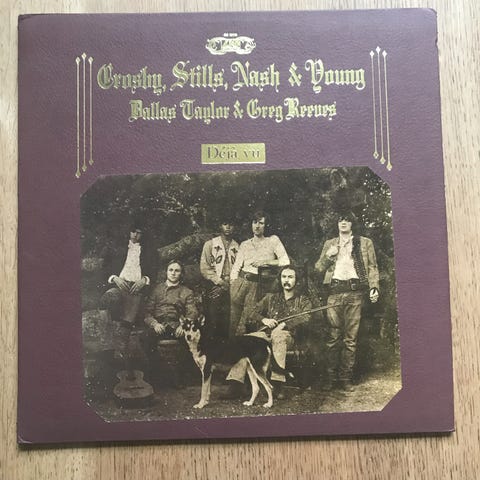 Crosby, Stills, Nash & Young
Dallas Taylor & Greg Reeves
Déjà vu